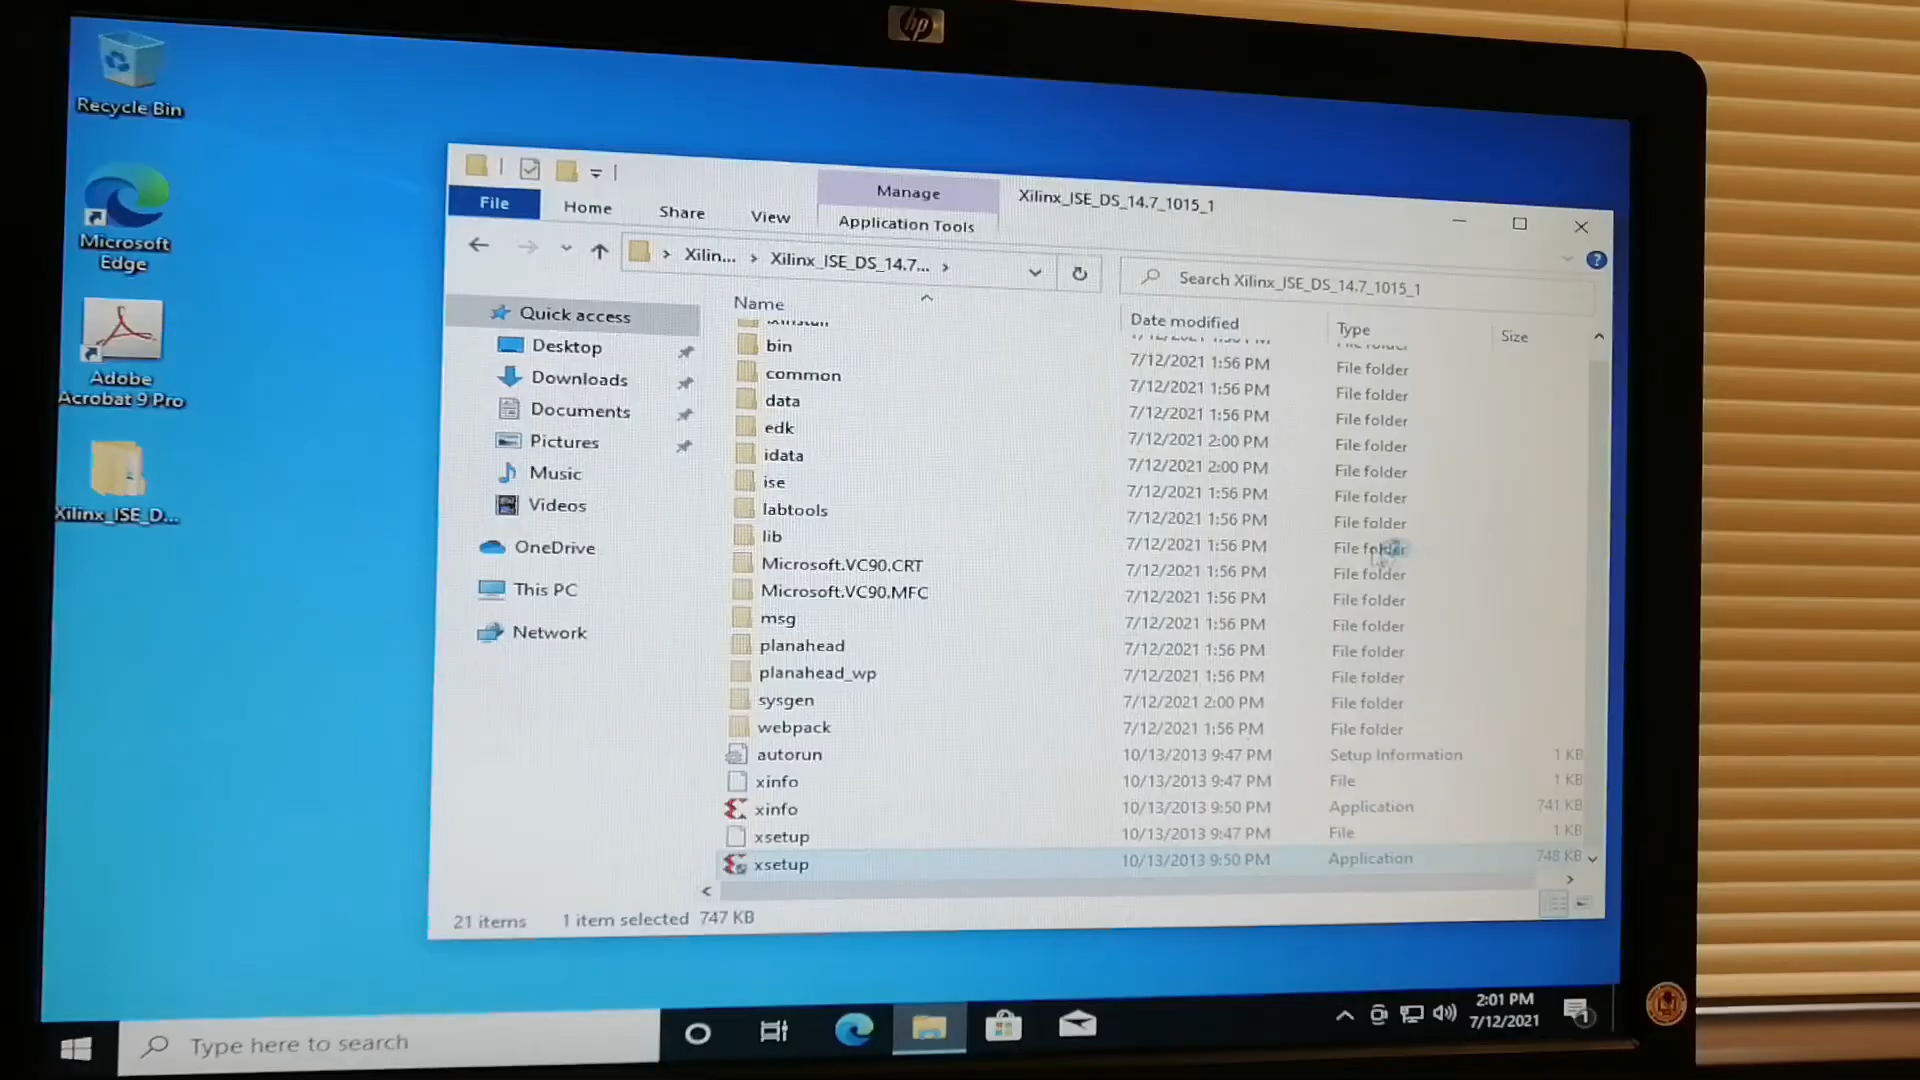 hp
Recycle Bin
Microsoft
Edge
Adobe
Acrobat 9 Pro
Xilinx_ISE_D...
Manage
Xilinx_ISE_DS_14.7_1015_1
File
Home
Share
View
Application Tools
Xilin...
Xilinx_ISE_DS_14.7...
Search Xilinx_ISE_DS_14.7_1015_1
Quick access
Desktop
Downloads
Documents
Pictures
Music
Videos
OneDrive
This PC
Network
Name
Date modified
Type
Size
bin 7/12/2021 1:56 PM File folder
common 7/12/2021 1:56 PM File folder
data 7/12/2021 1:56 PM File folder
edk 7/12/2021 2:00 PM File folder
idata 7/12/2021 2:00 PM File folder
ise 7/12/2021 1:56 PM File folder
labtools 7/12/2021 1:56 PM File folder
lib 7/12/2021 1:56 PM File folder
Microsoft.VC90.CRT 7/12/2021 1:56 PM File folder
Microsoft.VC90.MFC 7/12/2021 1:56 PM File folder
msg 7/12/2021 1:56 PM File folder
planahead 7/12/2021 1:56 PM File folder
planahead_wp 7/12/2021 1:56 PM File folder
sysgen 7/12/2021 2:00 PM File folder
webpack 7/12/2021 1:56 PM File folder
autorun 10/13/2013 9:47 PM Setup Information 1 KB
xinfo 10/13/2013 9:47 PM File 1 KB
xinfo 10/13/2013 9:50 PM Application 741 KB
xsetup 10/13/2013 9:47 PM File 1 KB
xsetup 10/13/2013 9:50 PM Application 748 KB
21 items
1 item selected 747 KB
Type here to search
2:01 PM
7/12/2021
1